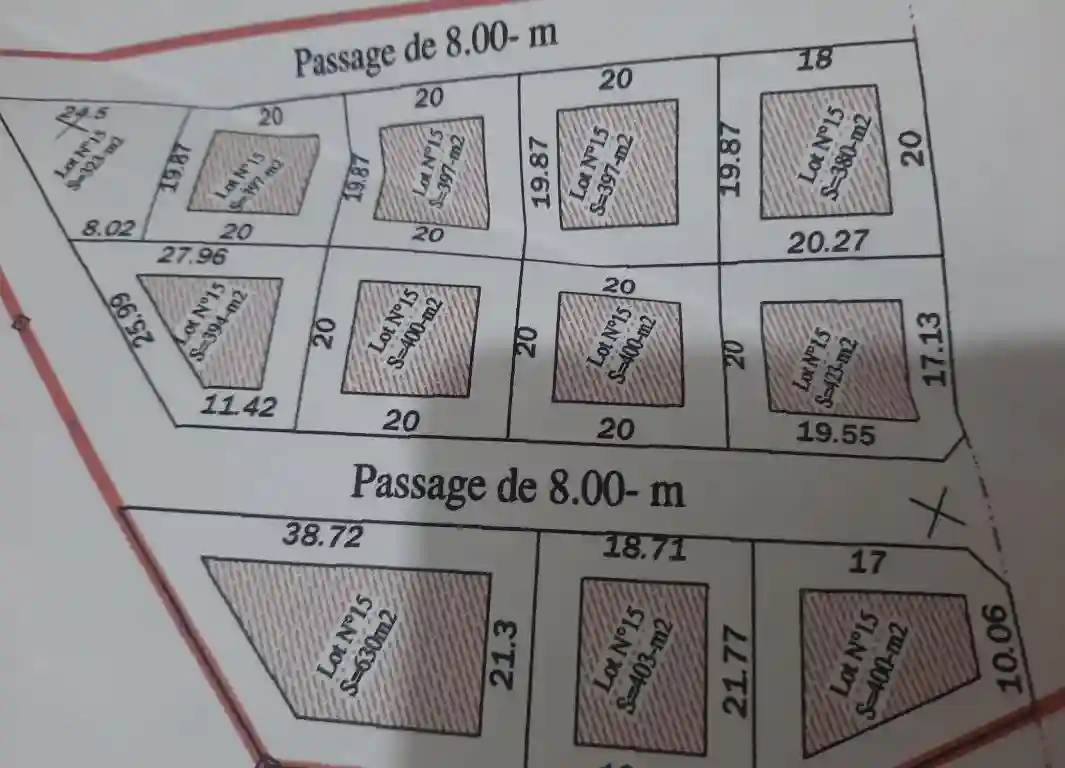 Passage de 8.00- m
24.5
Lot N°15
S=323-m2
8.02
19.87
20
Lot N°15
S=397-m2
20
19.87
20
Lot N°15
S=397-m2
20
19.87
20
Lot N°15
S=397-m2
19.87
18
Lot N°15
S=380-m2
20
20.27
27.96
25.99
Lot N°15
S=394-m2
11.42
20
Lot N°15
S=400-m2
20
20
20
Lot N°15
S=400-m2
20
20
Lot N°15
S=423-m2
17.13
19.55
Passage de 8.00- m
38.72
Lot N°15
S=630m2
21.3
18.71
Lot N°15
S=403-m2
21.77
17
Lot N°15
S=400-m2
10.06